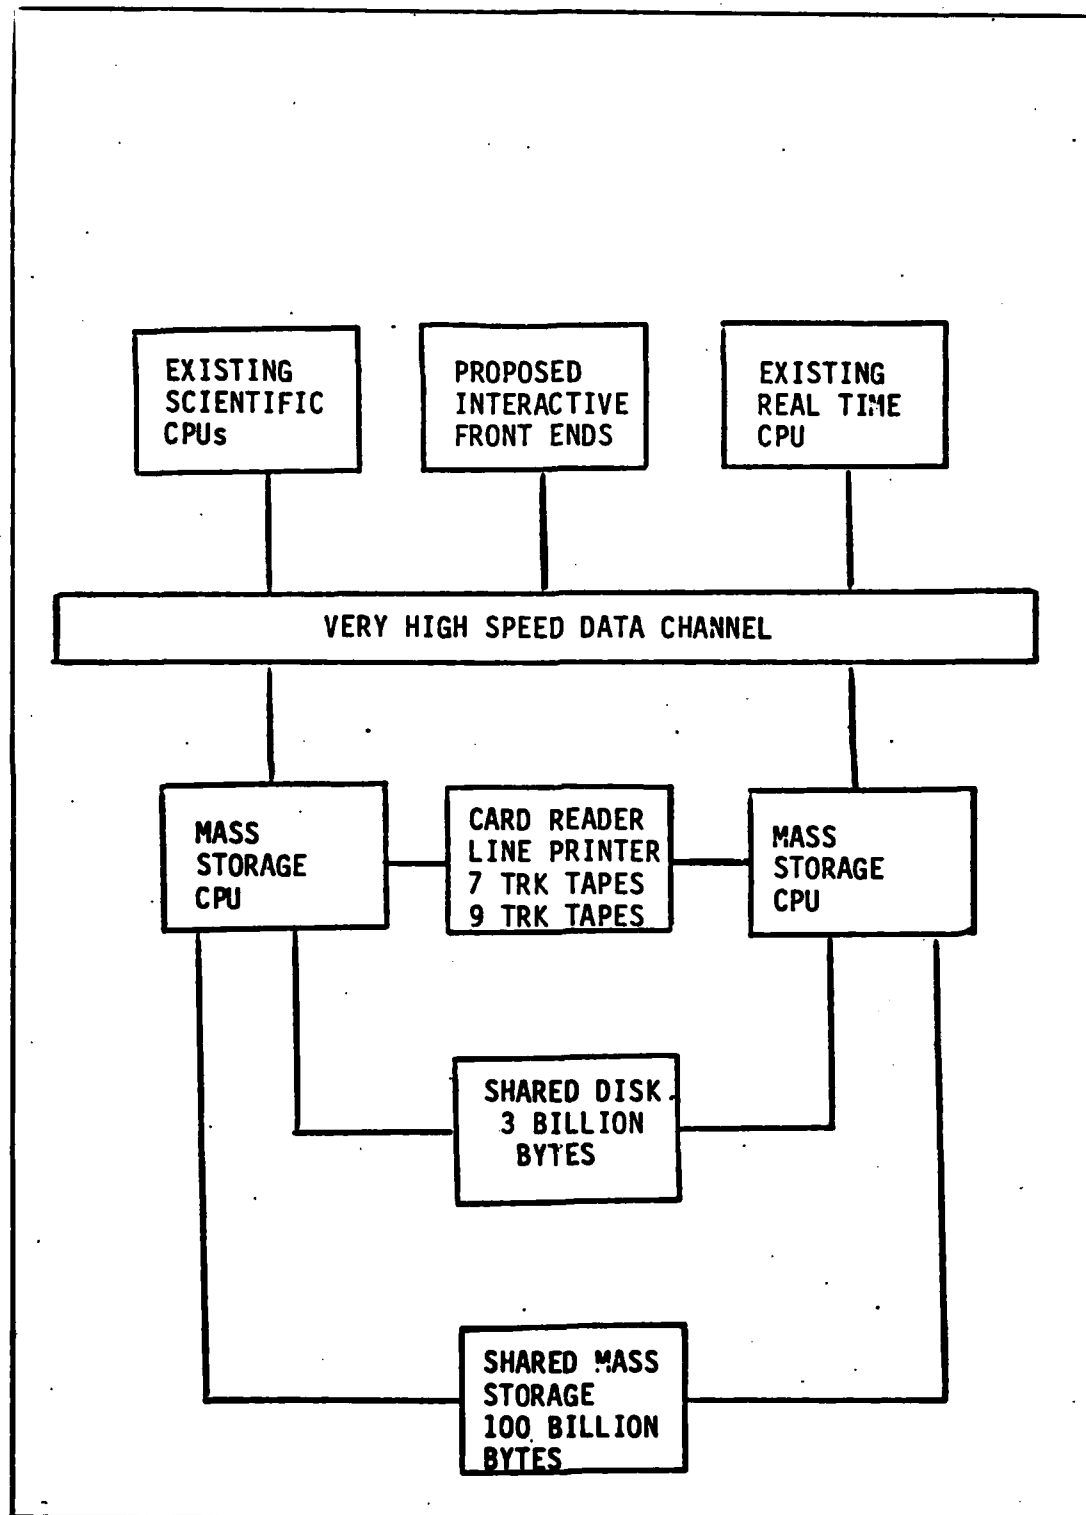 EXISTING
SCIENTIFIC
CPUs
PROPOSED
INTERACTIVE
FRONT ENDS
EXISTING
REAL TIME
CPU
VERY HIGH SPEED DATA CHANNEL
MASS
STORAGE
CPU
CARD READER
LINE PRINTER
7 TRK TAPES
9 TRK TAPES
MASS
STORAGE
CPU
SHARED DISK
3 BILLION
BYTES
SHARED MASS
STORAGE
100 BILLION
BYTES